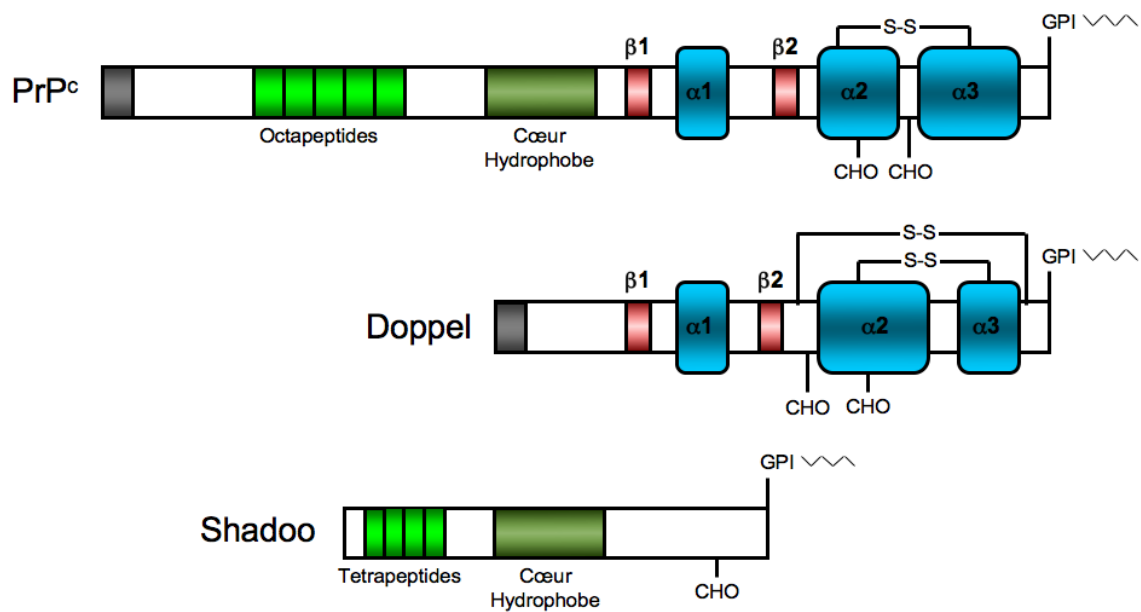 GPI
S-S
β1
β2
PrPᶜ
α1
α2
α3
Octapeptides
Cœur
Hydrophobe
CHO
CHO
S-S
S-S
GPI
β1
β2
Doppel
α1
α2
α3
CHO
CHO
GPI
Shadoo
Tetrapeptides
Cœur
Hydrophobe
CHO